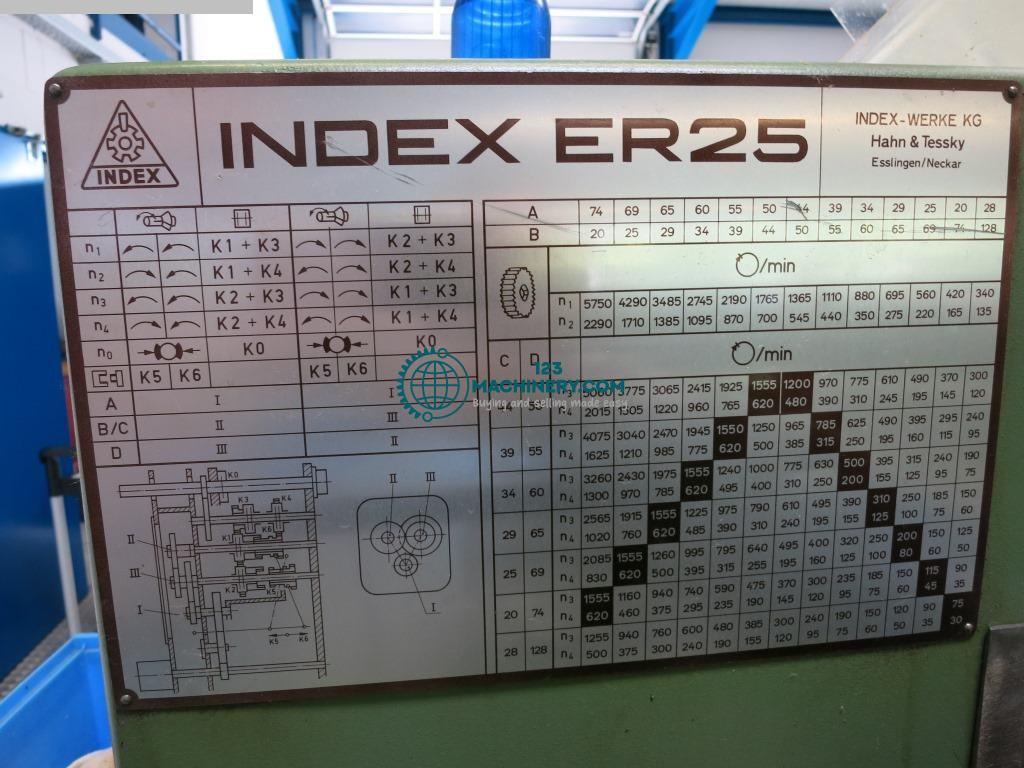 INDEX
INDEX ER25
INDEX-WERKE KG
Hahn & Tessky
Esslingen/Neckar
n1 K1 + K3 K2 + K3
n2 K1 + K4 K2 + K4
n3 K2 + K3 K1 + K3
n4 K2 + K4 K1 + K4
n0 K0 K0
K5 K6 K5 K6
A I I
B/C II III
D III II
K0
K3 K4
K1 K6
K2 K5
K5 K6
II
III
I
II III
I
A 74 69 65 60 55 50 44 39 34 29 25 20 28
B 20 25 29 34 39 44 50 55 60 65 69 74 128
/min
n1 5750 4290 3485 2745 2190 1765 1365 1110 880 695 560 420 340
n2 2290 1710 1385 1095 870 700 545 440 350 275 220 165 135
C D /min
n3 5060 3775 3065 2415 1925 1555 1200 970 775 610 490 370 300
n4 2015 1505 1220 960 765 620 480 390 310 245 195 145 120
39 55 n3 4075 3040 2470 1945 1550 1250 965 785 625 495 395 295 240
n4 1625 1210 985 775 620 500 385 315 250 195 160 115 95
34 60 n3 3260 2430 1975 1555 1240 1000 775 630 500 395 315 240 190
n4 1300 970 785 620 495 400 310 250 200 155 125 95 75
29 65 n3 2565 1915 1555 1225 975 790 610 495 390 310 250 185 150
n4 1020 760 620 485 390 310 240 195 155 125 100 75 60
25 69 n3 2085 1555 1260 995 795 640 495 400 320 250 200 150 125
n4 830 620 500 395 315 255 195 160 125 100 80 60 50
20 74 n3 1555 1160 940 740 590 475 370 300 235 185 150 115 90
n4 620 460 375 295 235 190 145 120 95 75 60 45 35
28 128 n3 1255 940 760 600 480 385 300 240 190 150 120 90 75
n4 500 375 300 240 190 155 120 95 75 60 50 35 30
123
MACHINERY.COM
Buying and selling made easy